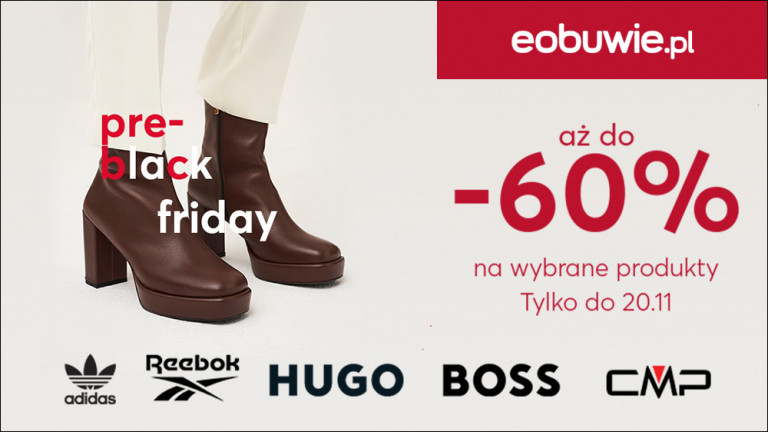 eobuwie.pl
pre-
black
friday
aż do
-60%
na wybrane produkty
Tylko do 20.11
adidas
Reebok
HUGO
BOSS
CMP